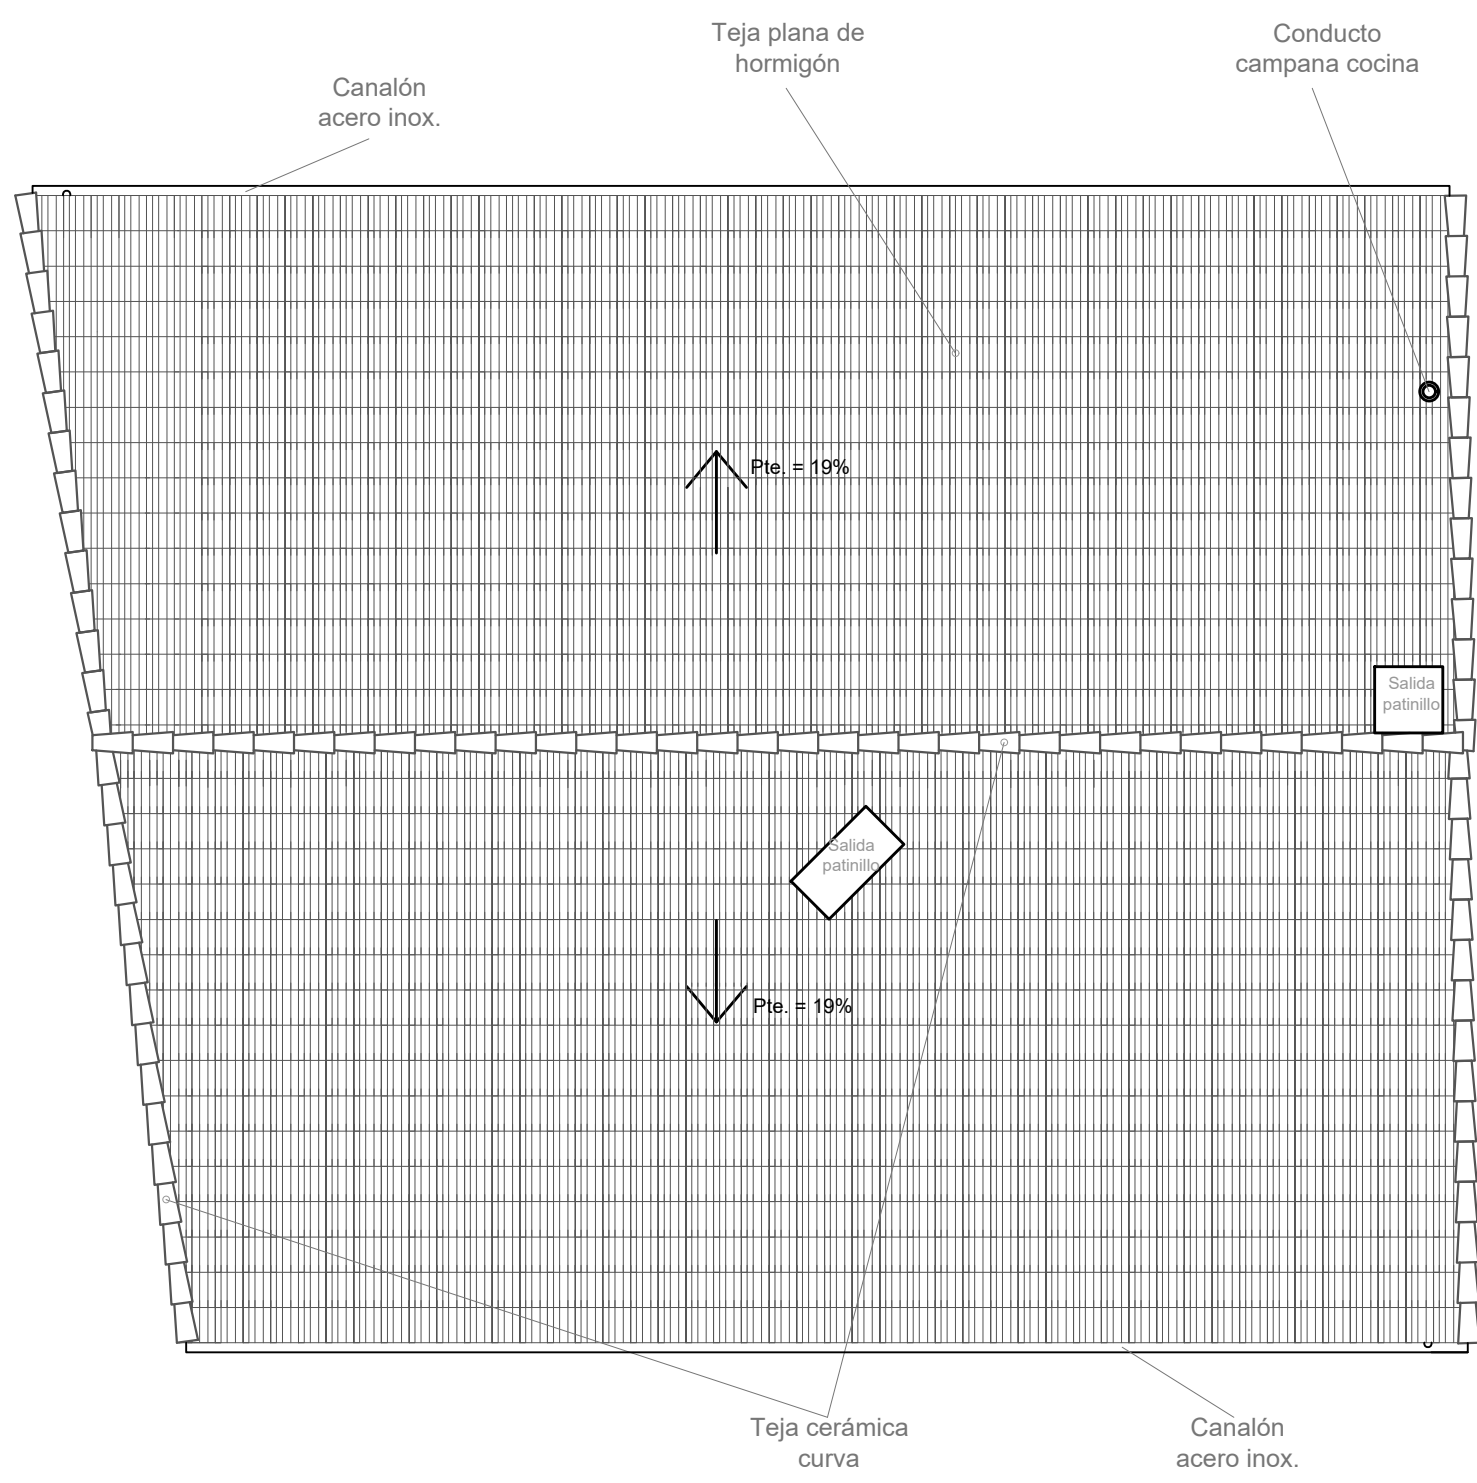 Teja plana de
hormigón
Conducto
campana cocina
Canalón
acero inox.
Pte. = 19%
Salida
patinillo
Salida
patinillo
Pte. = 19%
Teja cerámica
curva
Canalón
acero inox.